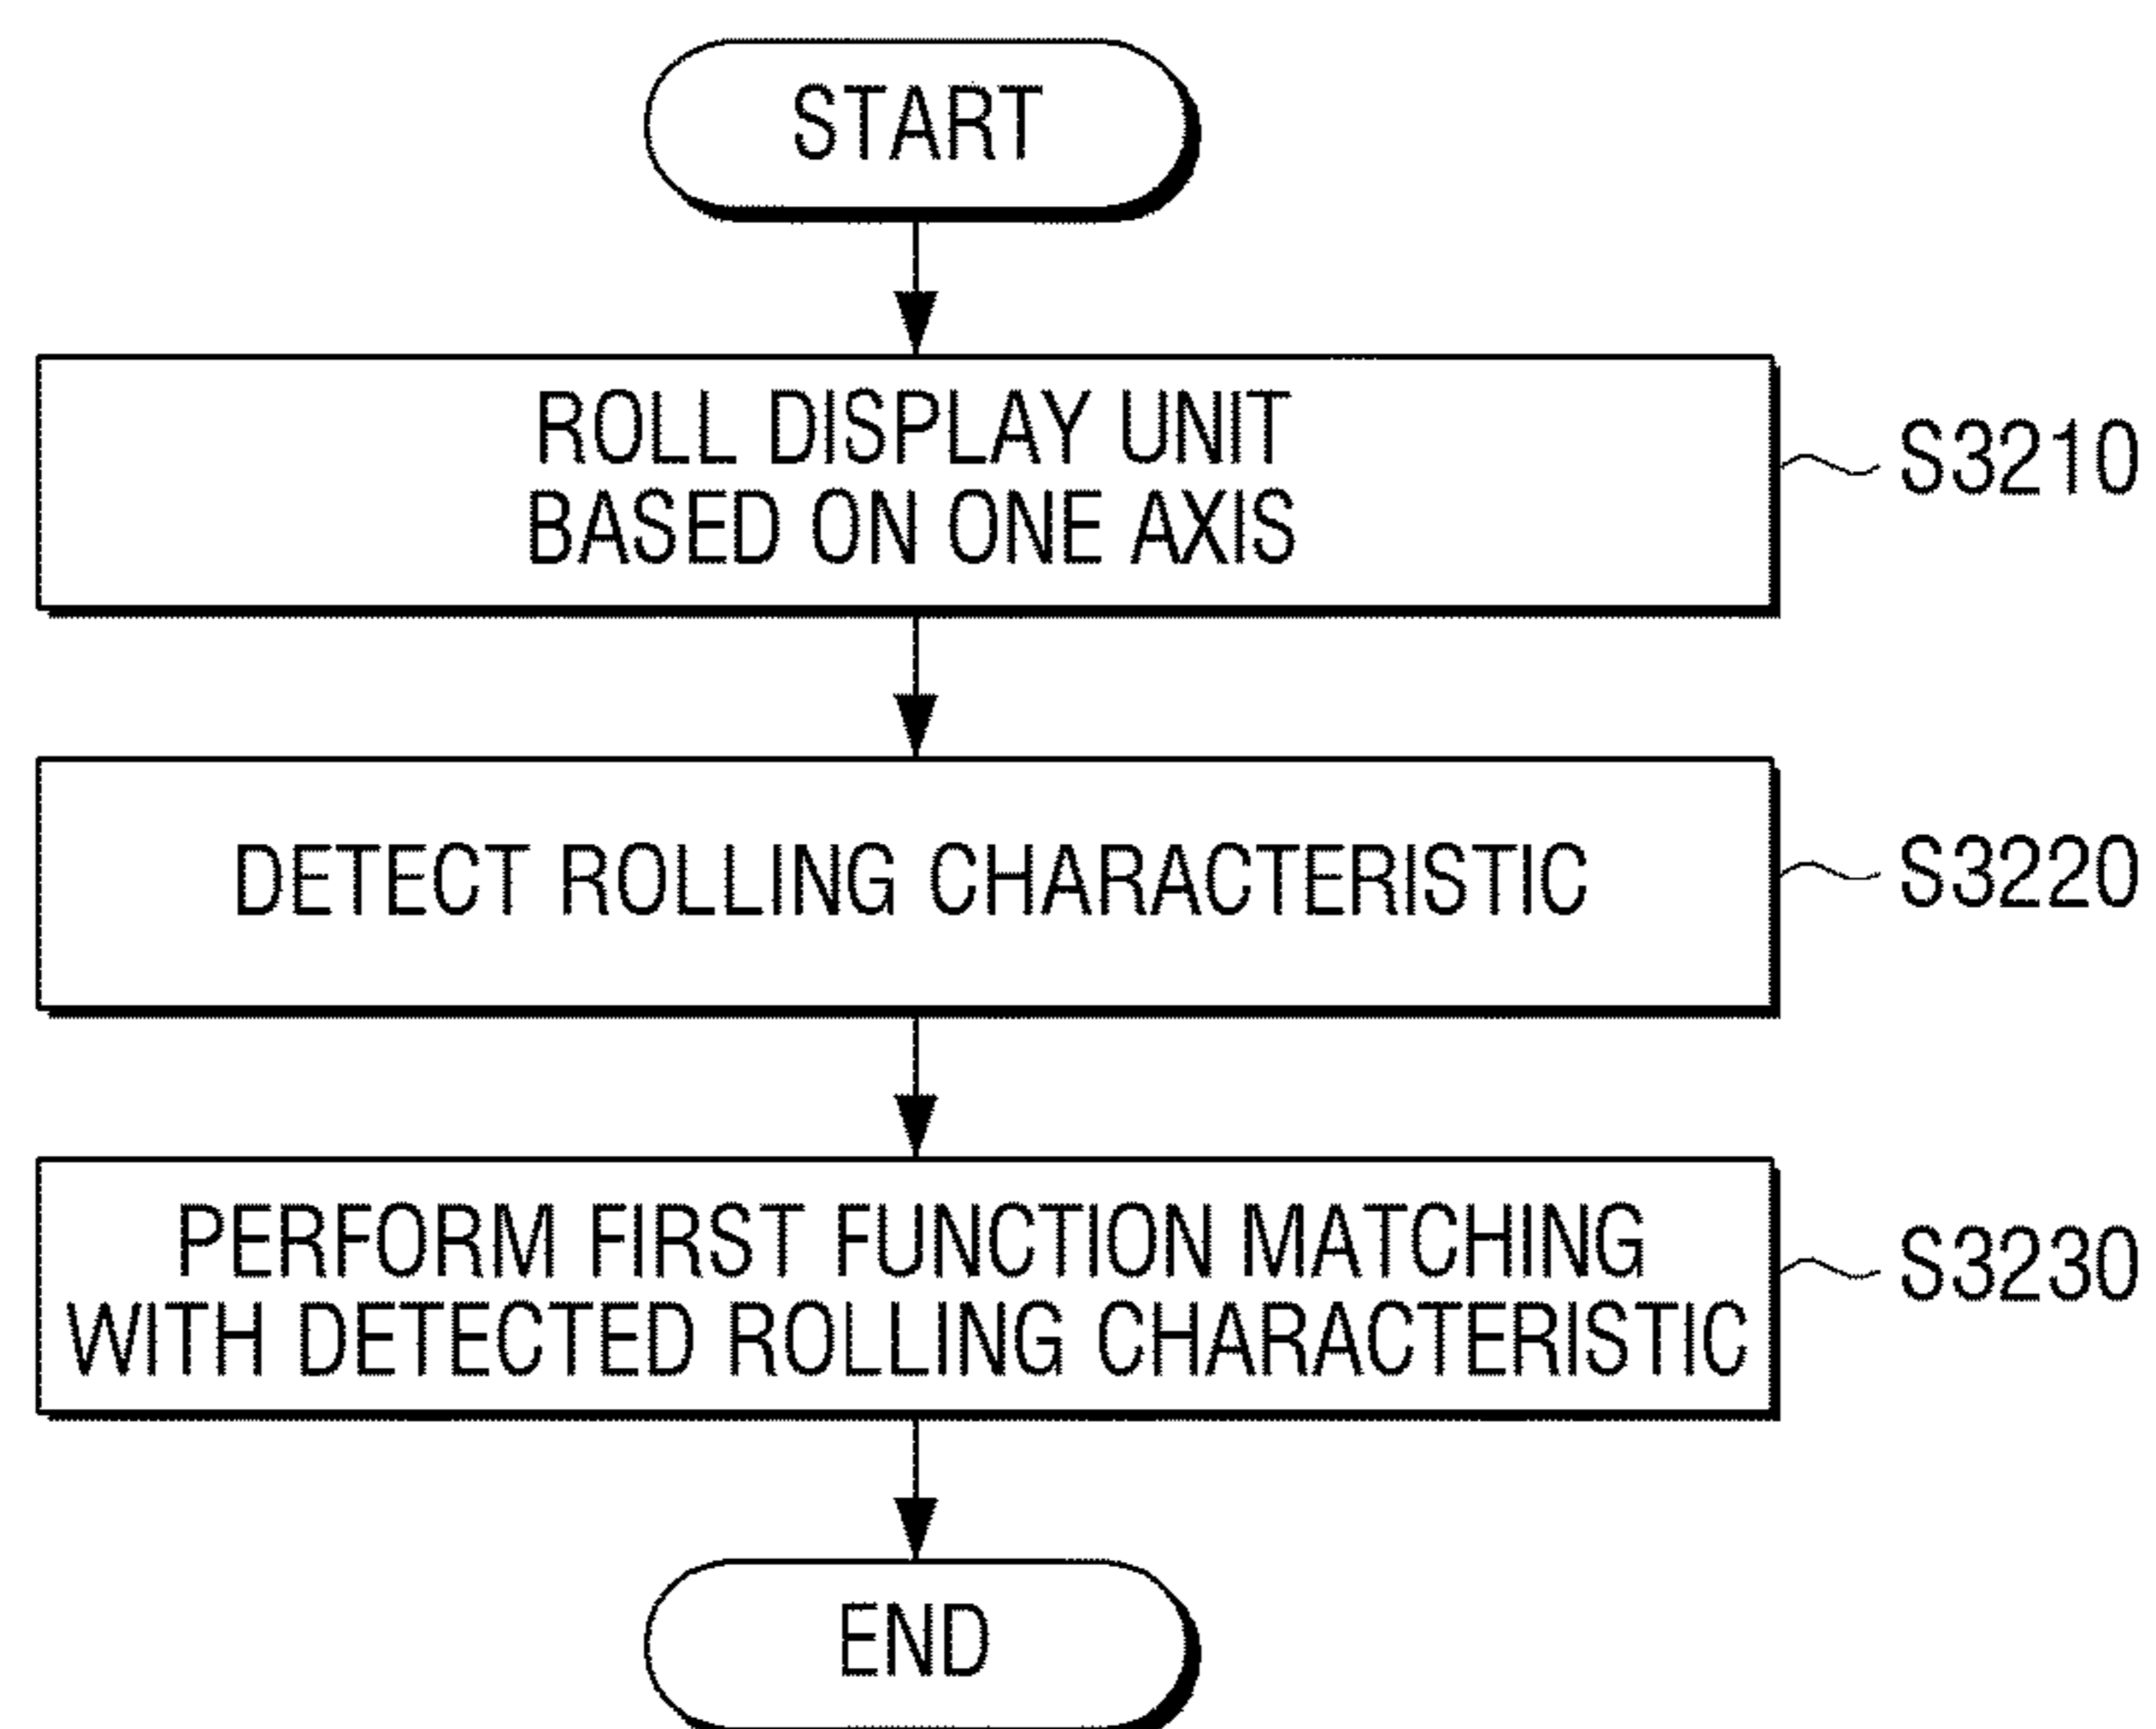 START
ROLL DISPLAY UNIT
BASED ON ONE AXIS
S3210
DETECT ROLLING CHARACTERISTIC
S3220
PERFORM FIRST FUNCTION MATCHING
WITH DETECTED ROLLING CHARACTERISTIC
S3230
END